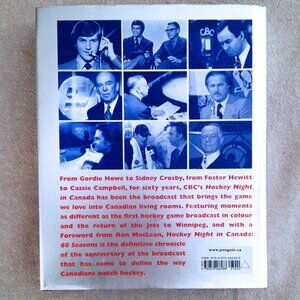 CBC
From Gordie Howe to Sidney Crosby, from Foster Hewitt
to Cassie Campbell, for sixty years, CBC's Hockey Night
in Canada has been the broadcast that brings the game
we love into Canadian living rooms. Featuring moments
as different as the first hockey game broadcast in colour
and the return of the Jets to Winnipeg, and with
a Foreword from Ron MacLean, Hockey Night in Canada:
60 Seasons is the definitive chronicle
of the anniversary of the broadcast
that has come to define the way
Canadians watch hockey.
www.penguin.ca